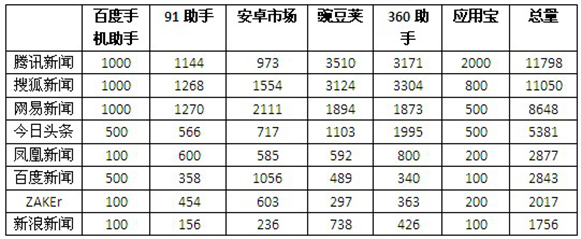 百度手机助手 91 助手 安卓市场 豌豆荚 360 助手 应用宝 总量
腾讯新闻 1000 1144 973 3510 3171 2000 11798
搜狐新闻 1000 1268 1554 3124 3304 800 11050
网易新闻 1000 1270 2111 1894 1873 500 8648
今日头条 500 566 717 1103 1995 500 5381
凤凰新闻 100 600 585 592 800 200 2877
百度新闻 500 358 1056 489 340 100 2843
ZAKEr 100 454 603 297 363 200 2017
新浪新闻 100 156 236 738 426 100 1756